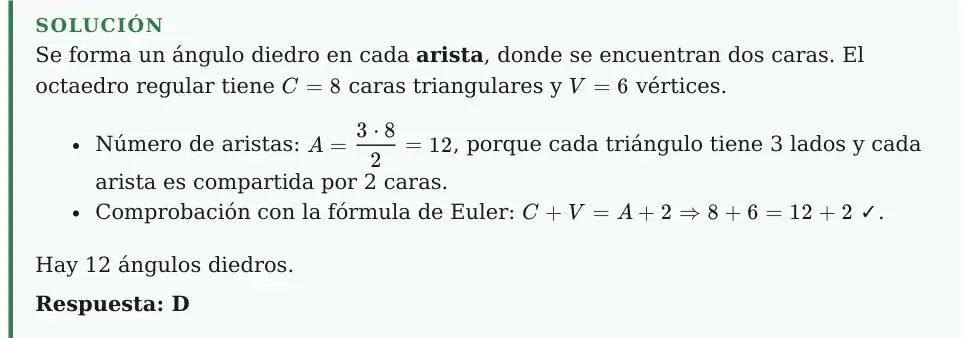 SOLUCIÓN
Se forma un ángulo diedro en cada arista, donde se encuentran dos caras. El
octaedro regular tiene C = 8 caras triangulares y V = 6 vértices.
• Número de aristas: A = \frac{3 · 8}{2} = 12, porque cada triángulo tiene 3 lados y cada
arista es compartida por 2 caras.
• Comprobación con la fórmula de Euler: C + V = A + 2 ⇒ 8 + 6 = 12 + 2 ✓.
Hay 12 ángulos diedros.
Respuesta: D